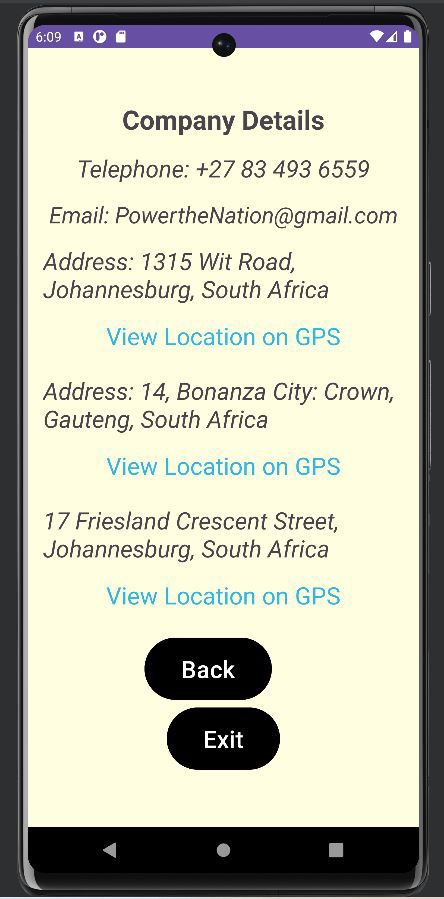 6:09
Company Details
Telephone: +27 83 493 6559
Email: PowertheNation@gmail.com
Address: 1315 Wit Road,
Johannesburg, South Africa
View Location on GPS
Address: 14, Bonanza City: Crown,
Gauteng, South Africa
View Location on GPS
17 Friesland Crescent Street,
Johannesburg, South Africa
View Location on GPS
Back
Exit